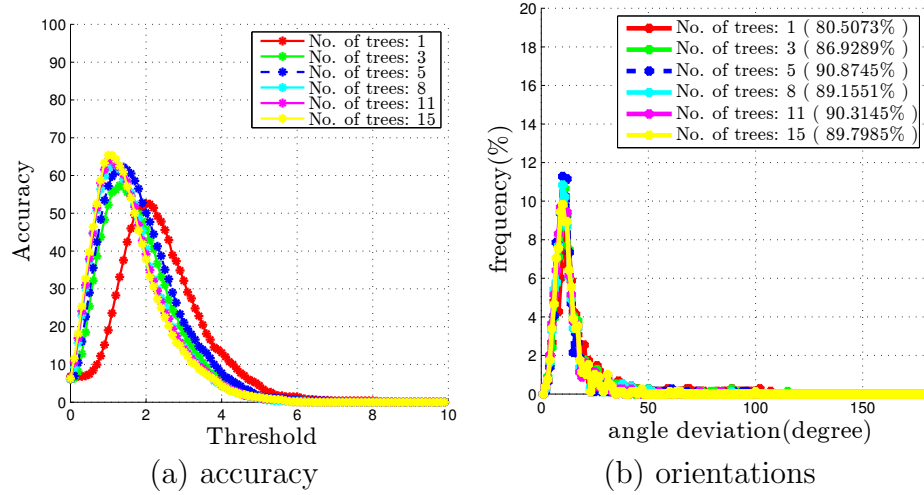 100
90
80
70
60
50
40
30
20
10
0
Accuracy
No. of trees: 1
No. of trees: 3
No. of trees: 5
No. of trees: 8
No. of trees: 11
No. of trees: 15
0 2 4 6 8 10
Threshold
(a) accuracy
20
18
16
14
12
10
8
6
4
2
0
frequency(%)
No. of trees: 1 ( 80.5073% )
No. of trees: 3 ( 86.9289% )
No. of trees: 5 ( 90.8745% )
No. of trees: 8 ( 89.1551% )
No. of trees: 11 ( 90.3145% )
No. of trees: 15 ( 89.7985% )
0 50 100 150
angle deviation(degree)
(b) orientations